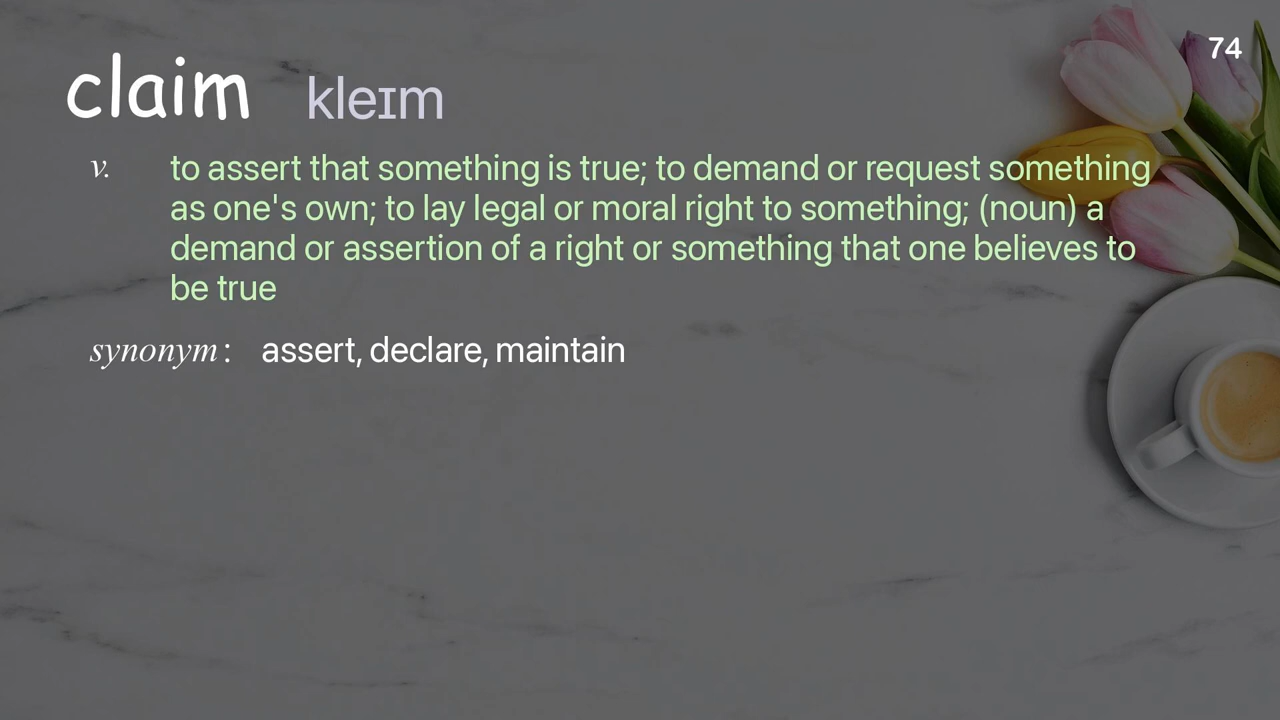 74
claim kleɪm
v. to assert that something is true; to demand or request something
as one's own; to lay legal or moral right to something; (noun) a
demand or assertion of a right or something that one believes to
be true
synonym: assert, declare, maintain